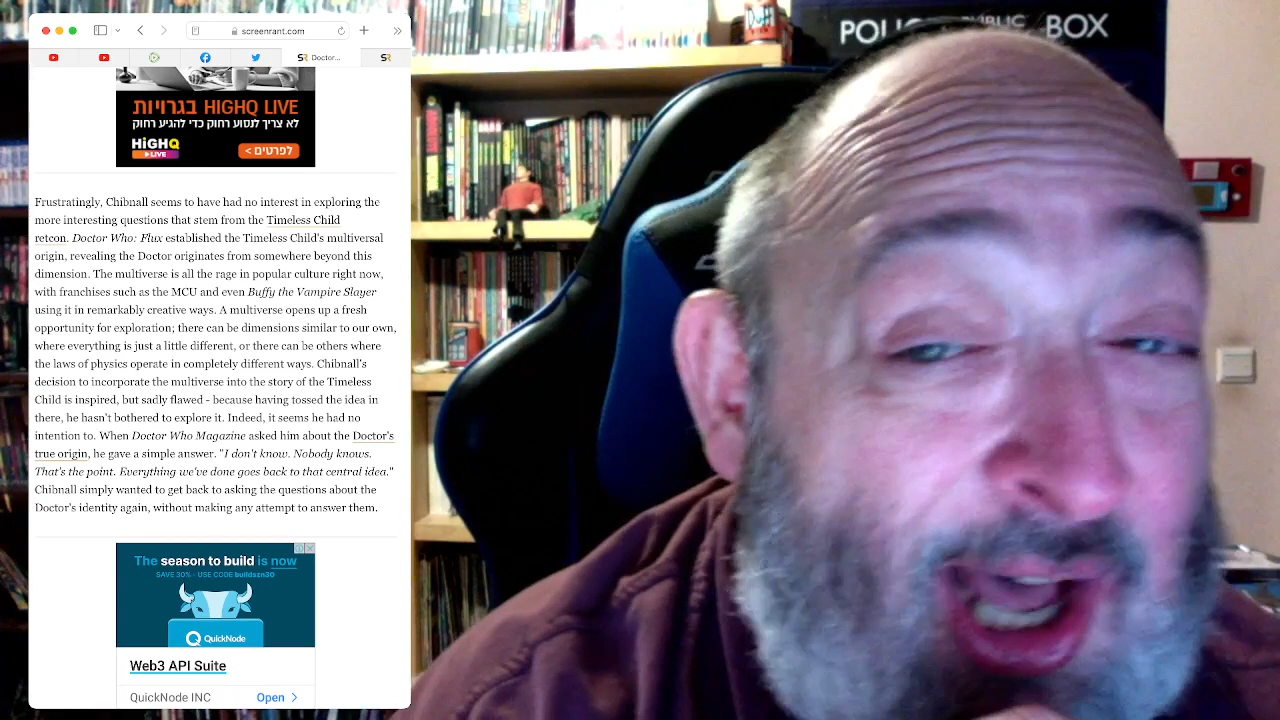 screenrant.com
Doctor...
בגרויות HIGHQ LIVE
לא צריך לנסוע רחוק כדי להגיע רחוק
HiGHQ
LIVE
לפרטים >
Frustratingly, Chibnall seems to have had no interest in exploring the
more interesting questions that stem from the Timeless Child
retcon. Doctor Who: Flux established the Timeless Child's multiversal
origin, revealing the Doctor originates from somewhere beyond this
dimension. The multiverse is all the rage in popular culture right now,
with franchises such as the MCU and even Buffy the Vampire Slayer
using it in remarkably creative ways. A multiverse opens up a fresh
opportunity for exploration; there can be dimensions similar to our own,
where everything is just a little different, or there can be others where
the laws of physics operate in completely different ways. Chibnall's
decision to incorporate the multiverse into the story of the Timeless
Child is inspired, but sadly flawed - because having tossed the idea in
there, he hasn't bothered to explore it. Indeed, it seems he had no
intention to. When Doctor Who Magazine asked him about the Doctor's
true origin, he gave a simple answer. "I don't know. Nobody knows.
That's the point. Everything we've done goes back to that central idea."
Chibnall simply wanted to get back to asking the questions about the
Doctor's identity again, without making any attempt to answer them.
The season to build is now
SAVE 30% - USE CODE buildszn30
QuickNode
Web3 API Suite
QuickNode INC
Open >
Duff
PUBLIC
BOX